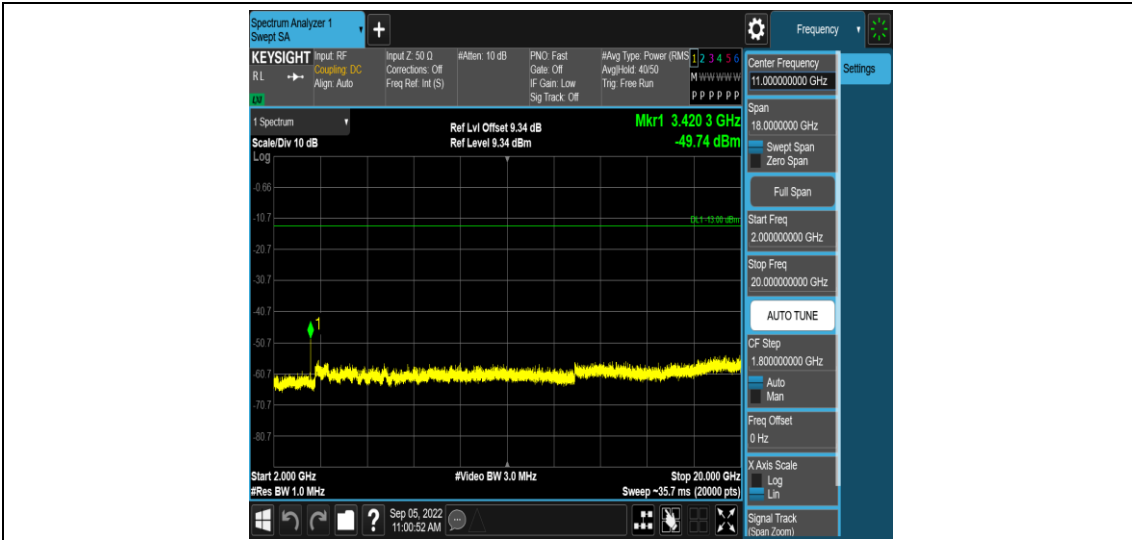 Spectrum Analyzer 1
Swept SA
+
Frequency
KEYSIGHT
RL
LXI
Input: RF
Coupling: DC
Align: Auto
Input Z: 50 Ω
Corrections: Off
Freq Ref: Int (S)
#Atten: 10 dB
PNO: Fast
Gate: Off
IF Gain: Low
Sig Track: Off
#Avg Type: Power (RMS
Avg|Hold: 40/50
Trig: Free Run
1 2 3 4 5 6
M W W W W W
P P P P P P
Center Frequency
11.000000000 GHz
Settings
Span
18.0000000 GHz
Swept Span
Zero Span
Full Span
Start Freq
2.000000000 GHz
Stop Freq
20.000000000 GHz
AUTO TUNE
CF Step
1.800000000 GHz
Auto
Man
Freq Offset
0 Hz
X Axis Scale
Log
Lin
Signal Track
(Span Zoom)
1 Spectrum
Scale/Div 10 dB
Log
Ref Lvl Offset 9.34 dB
Ref Level 9.34 dBm
Mkr1 3.420 3 GHz
-49.74 dBm
-0.66
-10.7
DL1 -13.00 dBm
-20.7
-30.7
-40.7
1
-50.7
-60.7
-70.7
-80.7
Start 2.000 GHz
#Res BW 1.0 MHz
#Video BW 3.0 MHz
Stop 20.000 GHz
Sweep ~35.7 ms (20000 pts)
?
Sep 05, 2022
11:00:52 AM